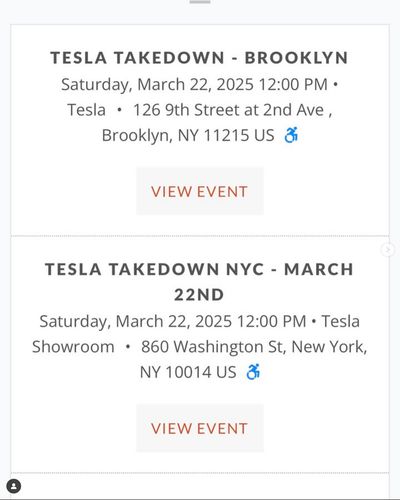 TESLA TAKEDOWN - BROOKLYN
Saturday, March 22, 2025 12:00 PM •
Tesla • 126 9th Street at 2nd Ave ,
Brooklyn, NY 11215 US ♿
VIEW EVENT
TESLA TAKEDOWN NYC - MARCH
22ND
Saturday, March 22, 2025 12:00 PM • Tesla
Showroom • 860 Washington St, New York,
NY 10014 US ♿
VIEW EVENT